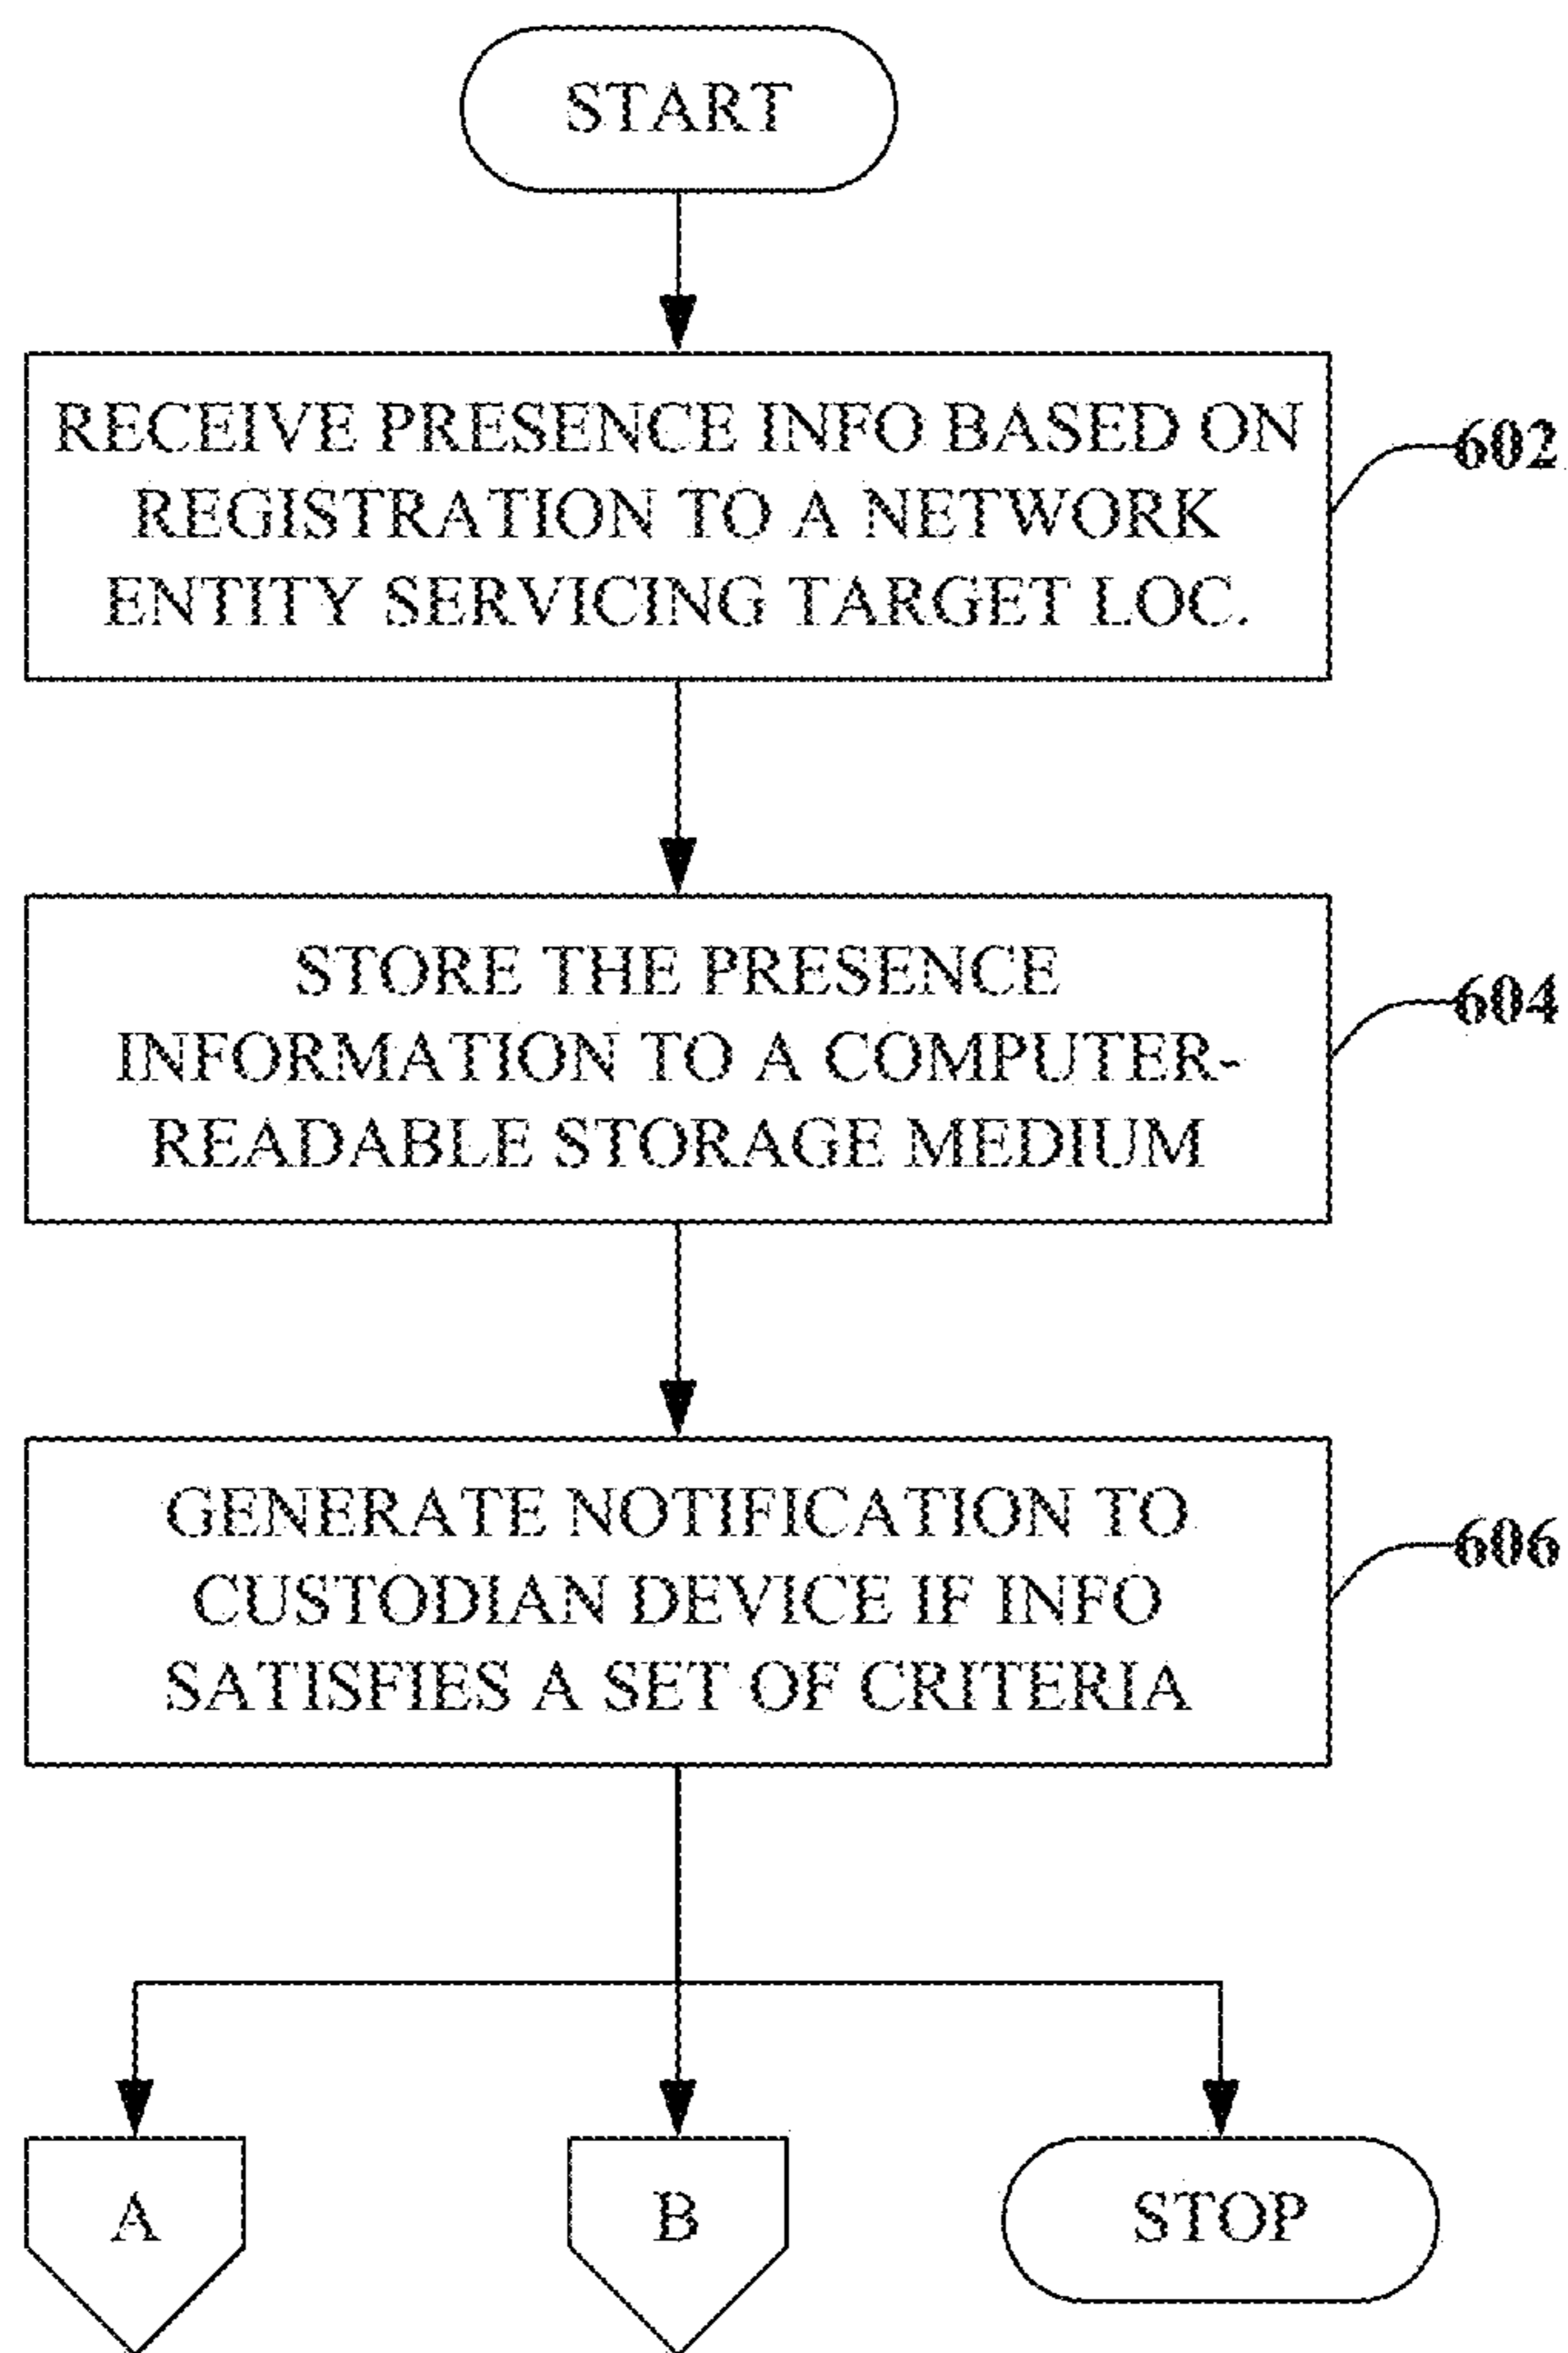 START
RECEIVE PRESENCE INFO BASED ON
REGISTRATION TO A NETWORK
ENTITY SERVICING TARGET LOC.
602
STORE THE PRESENCE
INFORMATION TO A COMPUTER-
READABLE STORAGE MEDIUM
604
GENERATE NOTIFICATION TO
CUSTODIAN DEVICE IF INFO
SATISFIES A SET OF CRITERIA
606
A
B
STOP